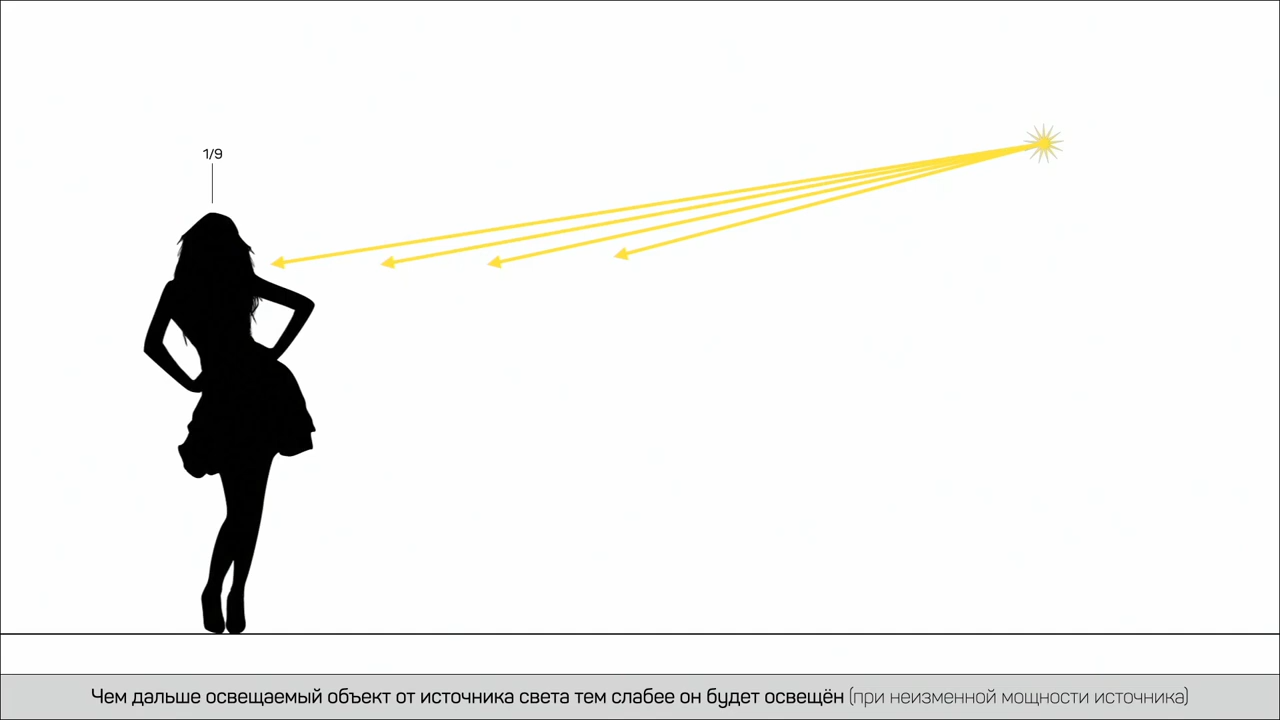 1/9
Чем дальше освещаемый объект от источника света тем слабее он будет освещён (при неизменной мощности источника)